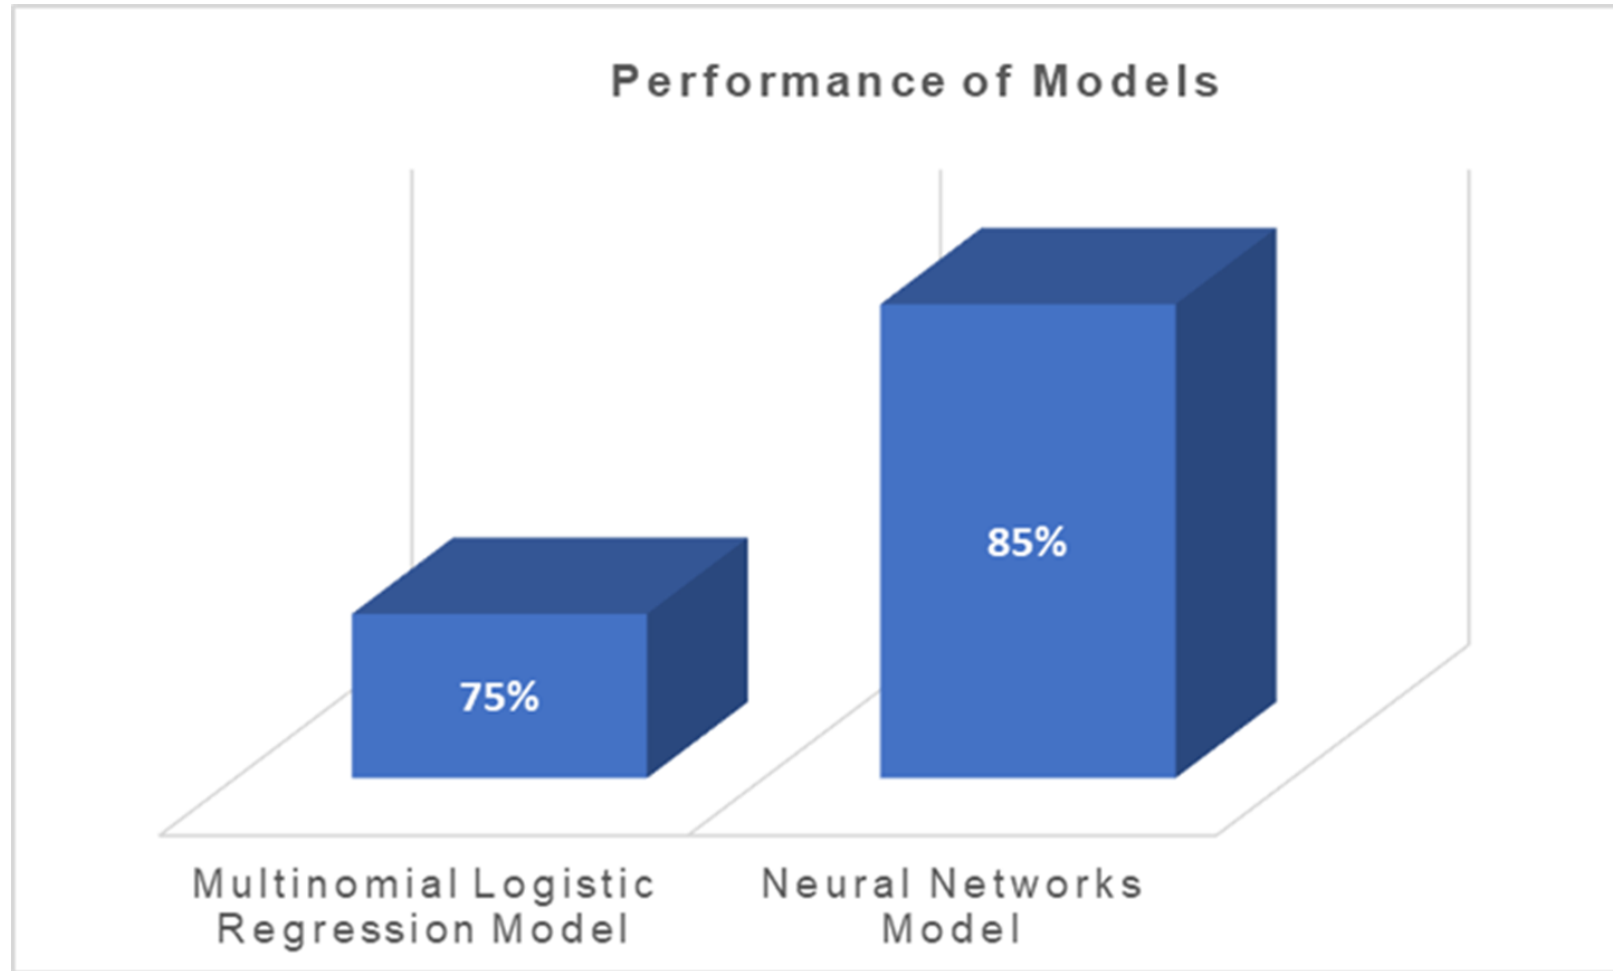 Performance of Models
75%
85%
Multinomial Logistic
Regression Model
Neural Networks
Model